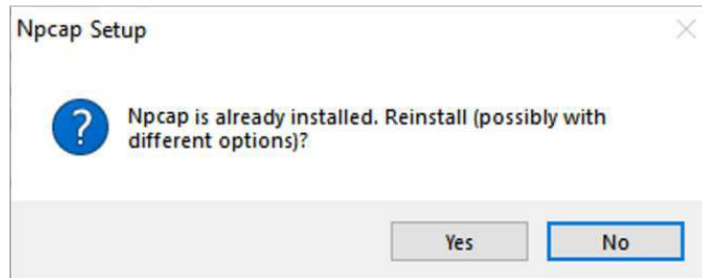 Npcap Setup
?
Npcap is already installed. Reinstall (possibly with
different options)?
Yes
No